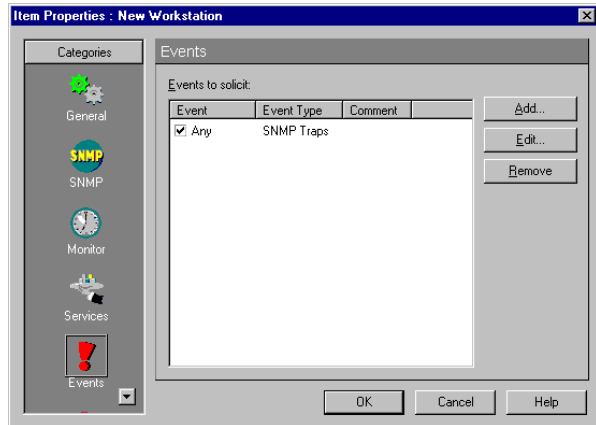 Item Properties : New Workstation
Categories
General
SNMP
SNMP
Monitor
Services
Events
Events
Events to solicit:
Event Event Type Comment
Any SNMP Traps
Add...
Edit...
Remove
OK Cancel Help